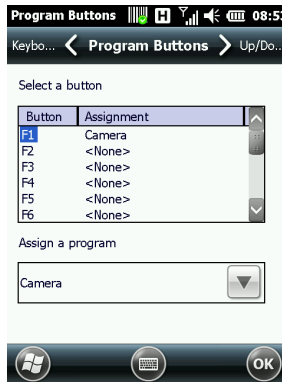 Program Buttons H 08:53
Keybo... Program Buttons Up/Do..
Select a button
Button Assignment
F1 Camera
F2 <None>
F3 <None>
F4 <None>
F5 <None>
F6 <None>
Assign a program
Camera
OK